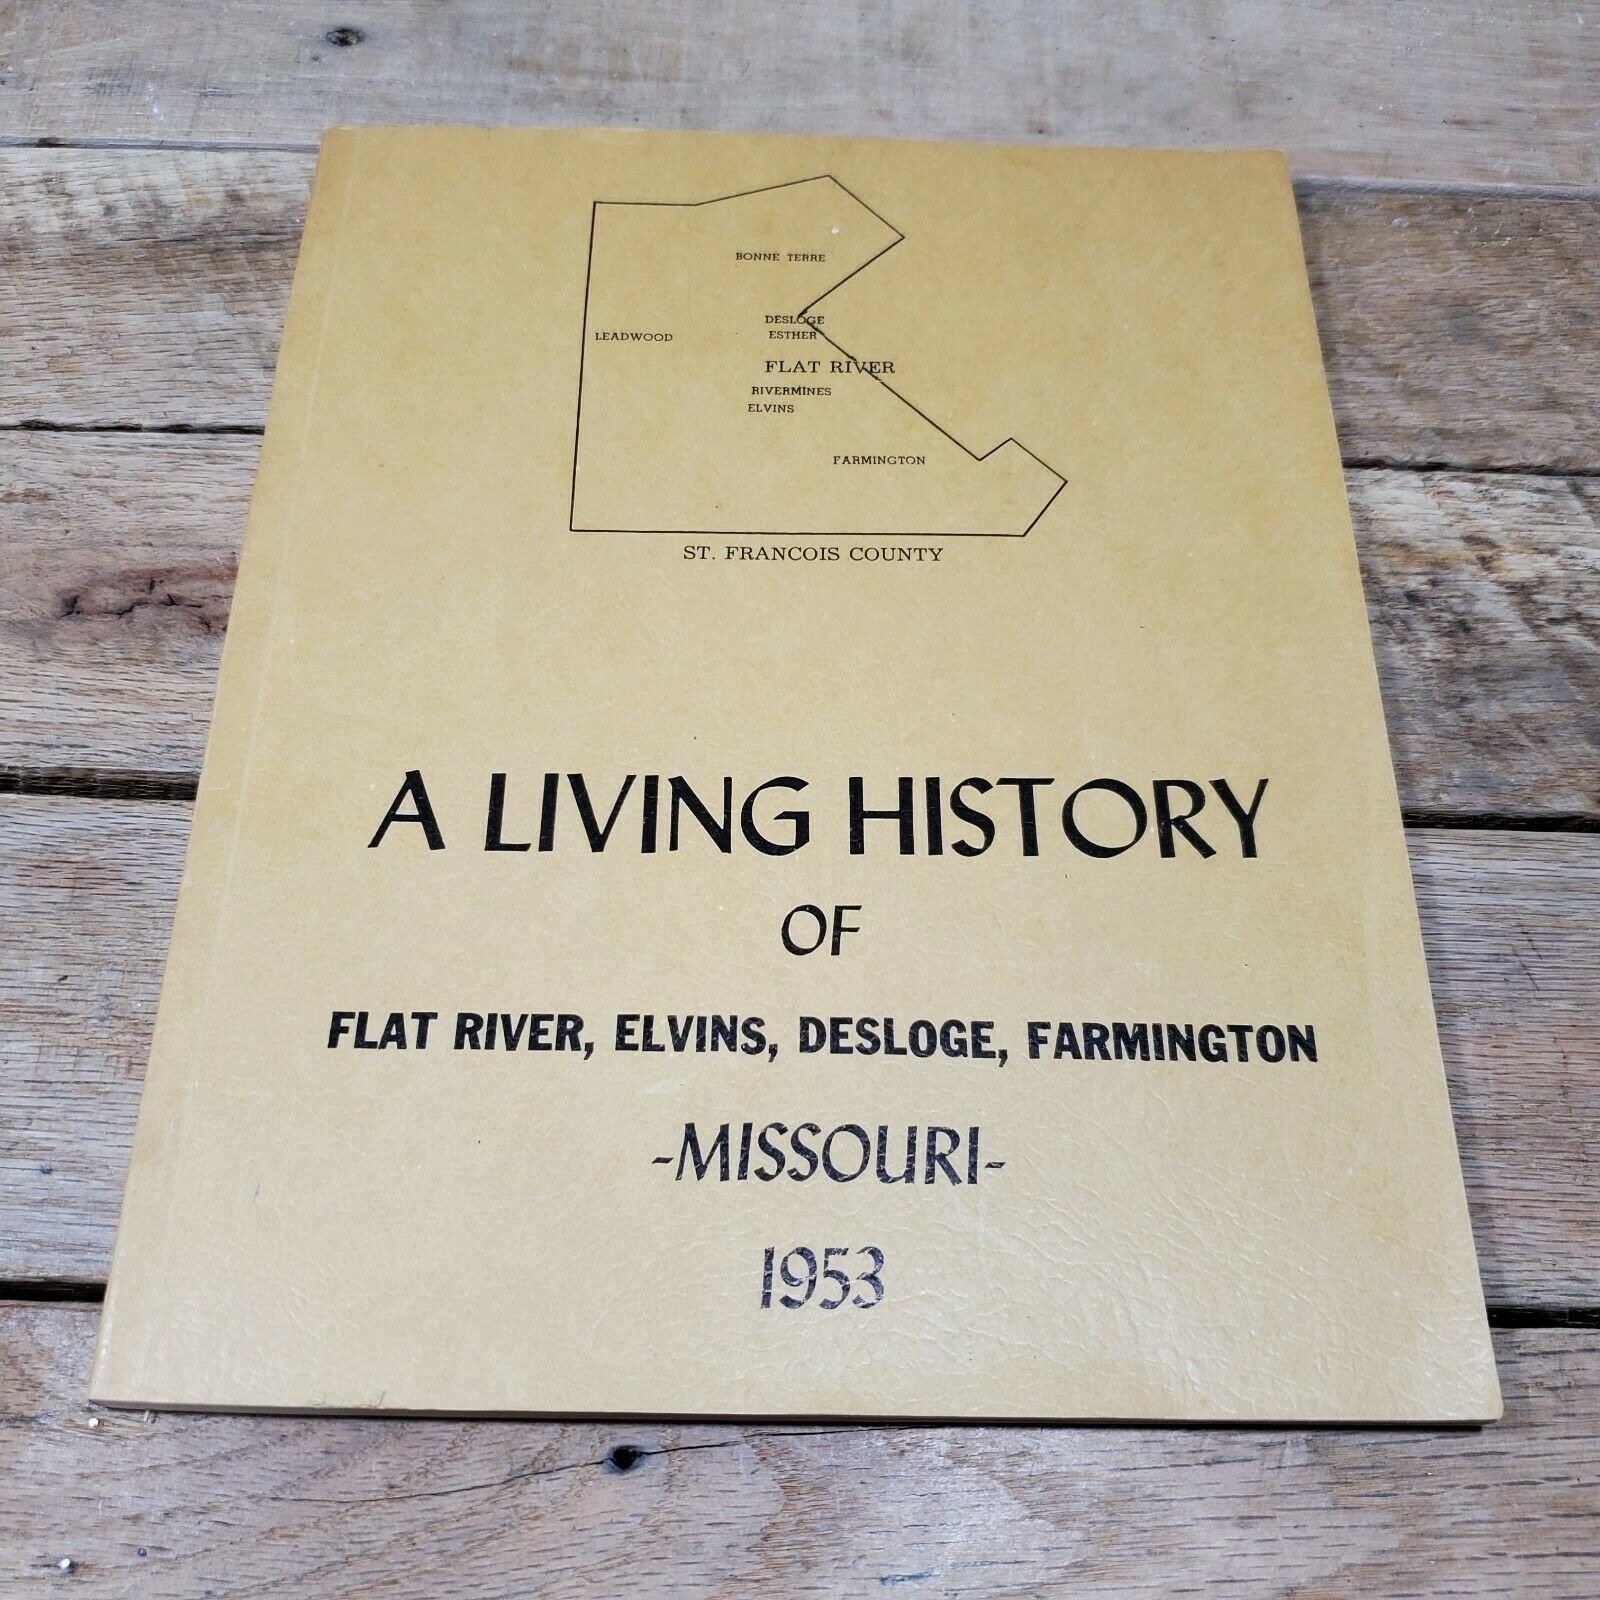 BONNE TERRE
DESLOGE
LEADWOOD
ESTHER
FLAT RIVER
RIVERMINES
ELVINS
FARMINGTON
ST. FRANCOIS COUNTY
A LIVING HISTORY
OF
FLAT RIVER, ELVINS, DESLOGE, FARMINGTON
-MISSOURI-
1953